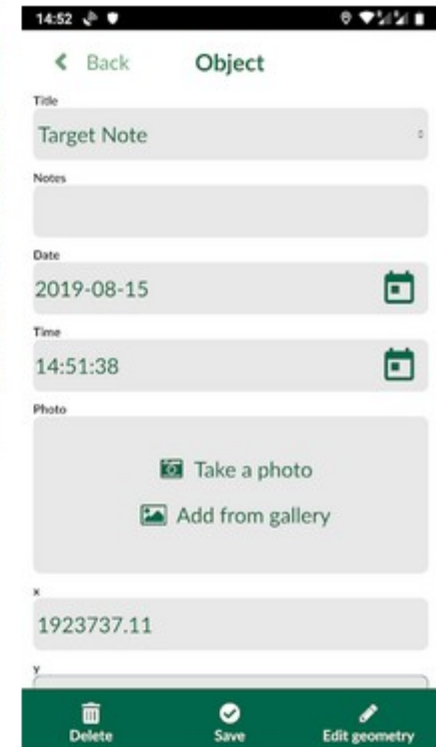 14:52
Back Object
Title
Target Note
Notes
Date
2019-08-15
Time
14:51:38
Photo
Take a photo
Add from gallery
x
1923737.11
y
Delete Save Edit geometry